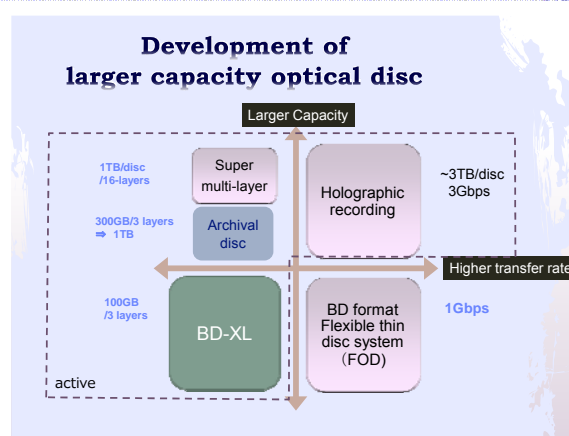 Development of
larger capacity optical disc
Larger Capacity
1TB/disc
/16-layers
Super
multi-layer
Holographic
recording
~3TB/disc
3Gbps
300GB/3 layers
⇒ 1TB
Archival
disc
Higher transfer rate
100GB
/3 layers
BD-XL
BD format
Flexible thin
disc system
(FOD)
1Gbps
active